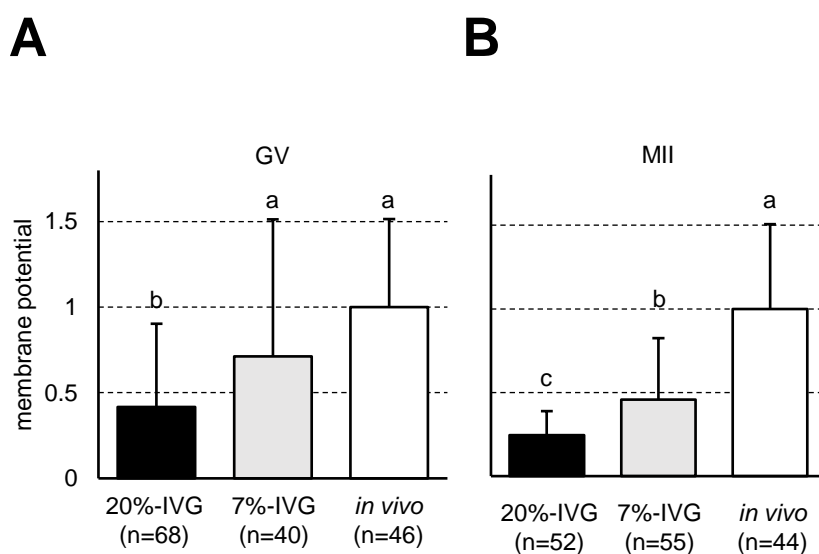 A
B
GV
MII
membrane potential
1.5
1
0.5
0
b
a
a
c
b
a
20%-IVG
(n=68)
7%-IVG
(n=40)
in vivo
(n=46)
20%-IVG
(n=52)
7%-IVG
(n=55)
in vivo
(n=44)